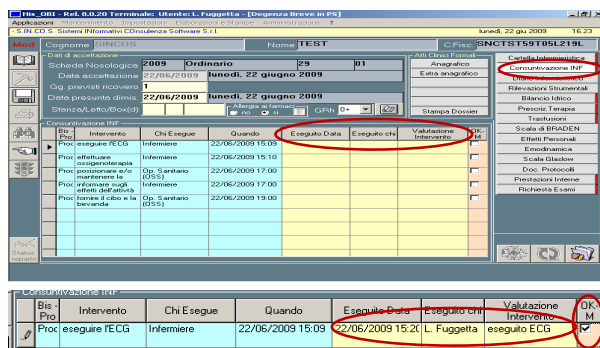 His_OBI - Rel. 0.0.20 Terminale: Utente: L. Fuggetta - [Degenza Breve in PS]
Applicazioni Mantenimento Impostazioni Elaborazioni e Stampe Amministrazione ?
- S.IN.CO.S. Sistemi INformativi COnsulenza Software S.r.l. lunedì, 22 giu 2009 16.23
Mod. Cognome SINCOS Nome TEST C.Fisc. SNCTST59T05L219L
Dati di accettazione
Scheda Nosologica 2009 Ordinario 29 01
Data accettazione 22/06/2009 lunedì, 22 giugno 2009
Gg. previsti ricovero 1
Data presunta dimis. 22/06/2009 lunedì, 22 giugno 2009
Stanza/Letto/Box(d) Allergia ai farmaci no si GRh 0+
Atti Clinici Formali
Anagrafico
Extra anagrafico
Stampa Dossier
Cartella Infermieristica
Consuntivazione INF
Diario Infermieristico
Rilevazioni Strumentali
Bilancio Idrico
Prescriz.Terapia
Trasfusioni
Scala di BRADEN
Effetti Personali
Emodinamica
Scala Glaslow
Doc. Protocolli
Prestazioni Interne
Richiesta Esami
Consuntivazione INF
Bis-Pro Intervento Chi Esegue Quando Eseguito Data Eseguito chi Valutazione Intervento OK-M
Proc eseguire l'ECG Infermiere 22/06/2009 15:09
Proc effettuare ossigenoterapia Infermiere 22/06/2009 15:10
Proc posizionare e/o mantenere la Op. Sanitario (OSS) 22/06/2009 17:00
Proc informare sugli effetti dell'attività Infermiere 22/06/2009 17:00
Proc fornire il cibo e la bevanda Op. Sanitario (OSS) 22/06/2009 19:00
Status reparto
Consuntivazione INF
Bis-Pro Intervento Chi Esegue Quando Eseguito Data Eseguito chi Valutazione Intervento OK-M
Proc eseguire l'ECG Infermiere 22/06/2009 15:09 22/06/2009 15:20 L. Fuggetta eseguito ECG